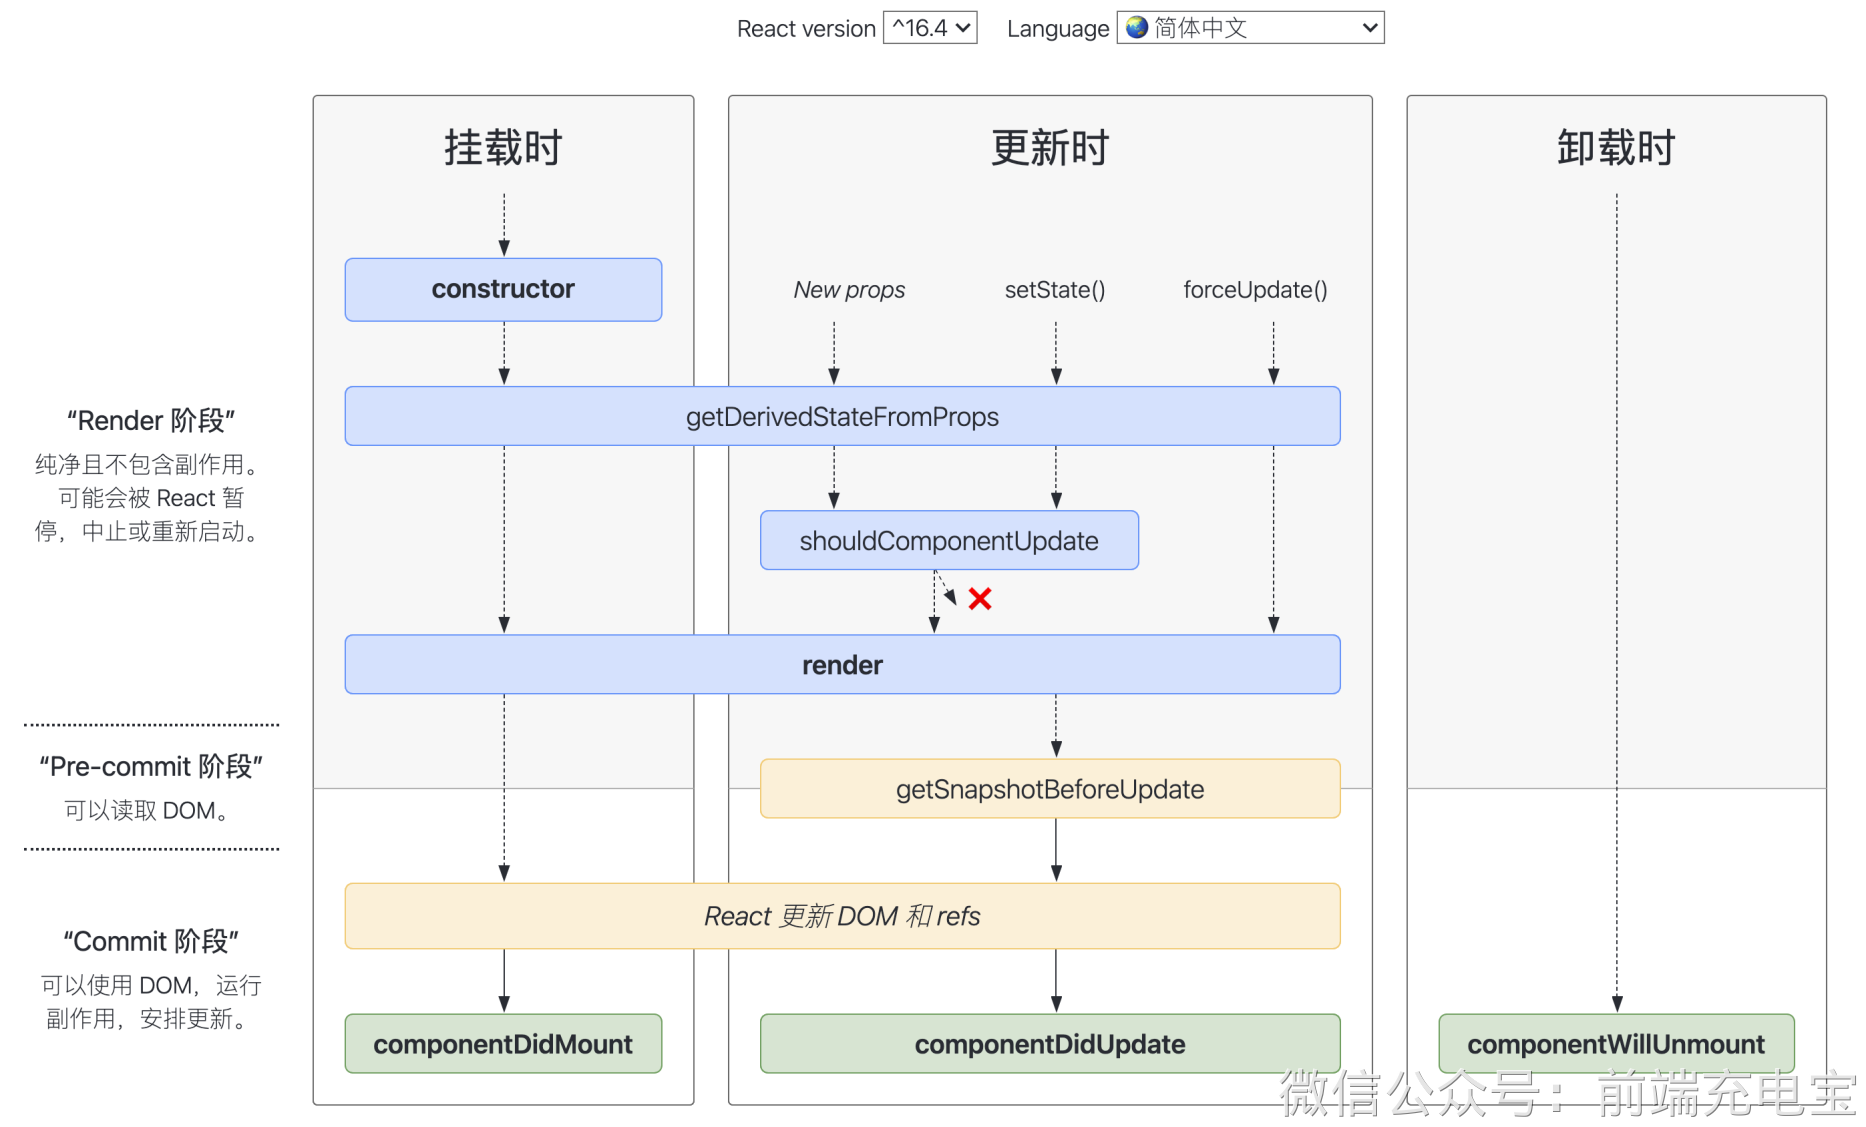 React version ^16.4 Language 简体中文
挂载时
更新时
卸载时
constructor
New props
setState()
forceUpdate()
getDerivedStateFromProps
“Render 阶段”
纯净且不包含副作用。
可能会被 React 暂
停，中止或重新启动。
shouldComponentUpdate
render
“Pre-commit 阶段”
可以读取 DOM。
getSnapshotBeforeUpdate
React 更新 DOM 和 refs
“Commit 阶段”
可以使用 DOM，运行
副作用，安排更新。
componentDidMount
componentDidUpdate
componentWillUnmount
微信公众号：前端充电宝